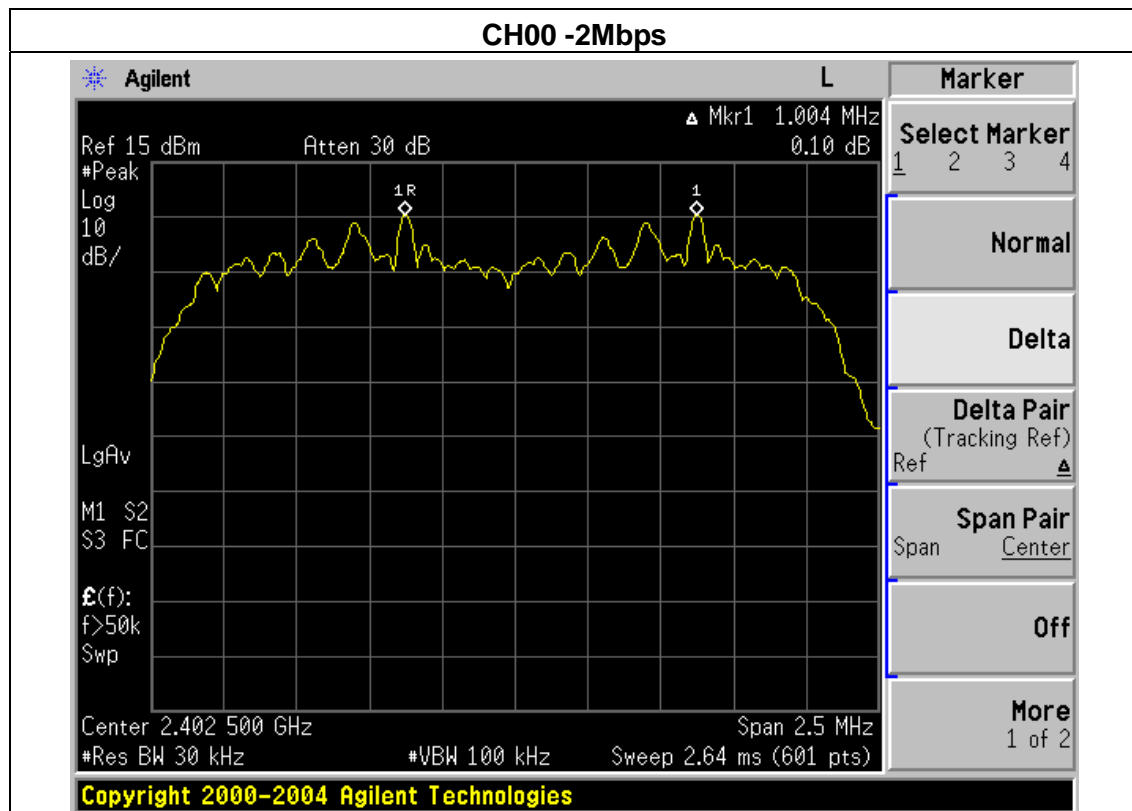 CH00 -2Mbps
Agilent
L
Marker
Δ Mkr1 1.004 MHz
Ref 15 dBm Atten 30 dB 0.10 dB
#Peak
Log
10
dB/
1R
1
LgAv
M1 S2
S3 FC
£(f):
f>50k
Swp
Center 2.402 500 GHz Span 2.5 MHz
#Res BW 30 kHz #VBW 100 kHz Sweep 2.64 ms (601 pts)
Select Marker
1 2 3 4
Normal
Delta
Delta Pair
(Tracking Ref)
Ref Δ
Span Pair
Span Center
Off
More
1 of 2
Copyright 2000-2004 Agilent Technologies